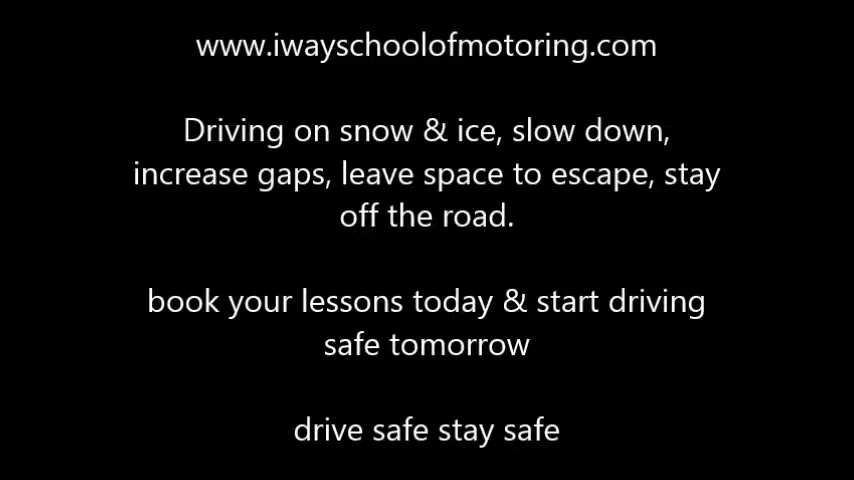 www.iwayschoolofmotoring.com
Driving on snow & ice, slow down,
increase gaps, leave space to escape, stay
off the road.
book your lessons today & start driving
safe tomorrow
drive safe stay safe